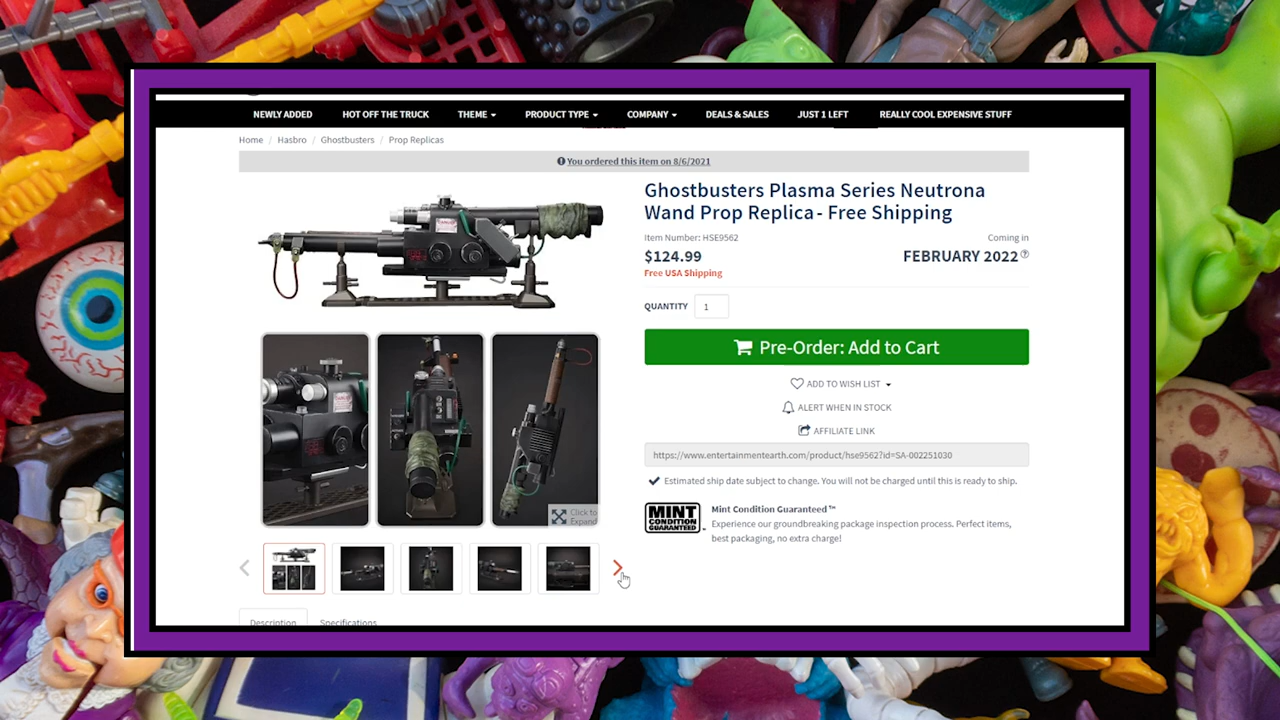 NEWLY ADDED HOT OFF THE TRUCK THEME PRODUCT TYPE COMPANY DEALS & SALES JUST 1 LEFT REALLY COOL EXPENSIVE STUFF
Home / Hasbro / Ghostbusters / Prop Replicas
You ordered this item on 8/6/2021
Ghostbusters Plasma Series Neutrona
Wand Prop Replica - Free Shipping
Item Number: HSE9562
Coming in
$124.99
FEBRUARY 2022
Free USA Shipping
QUANTITY 1
Pre-Order: Add to Cart
ADD TO WISH LIST
ALERT WHEN IN STOCK
AFFILIATE LINK
https://www.entertainmentearth.com/product/hse9562?id=SA-002251030
Estimated ship date subject to change. You will not be charged until this is ready to ship.
MINT
CONDITION
GUARANTEED
Mint Condition Guaranteed™
Experience our groundbreaking package inspection process. Perfect items,
best packaging, no extra charge!
Click to
Expand
Description Specifications